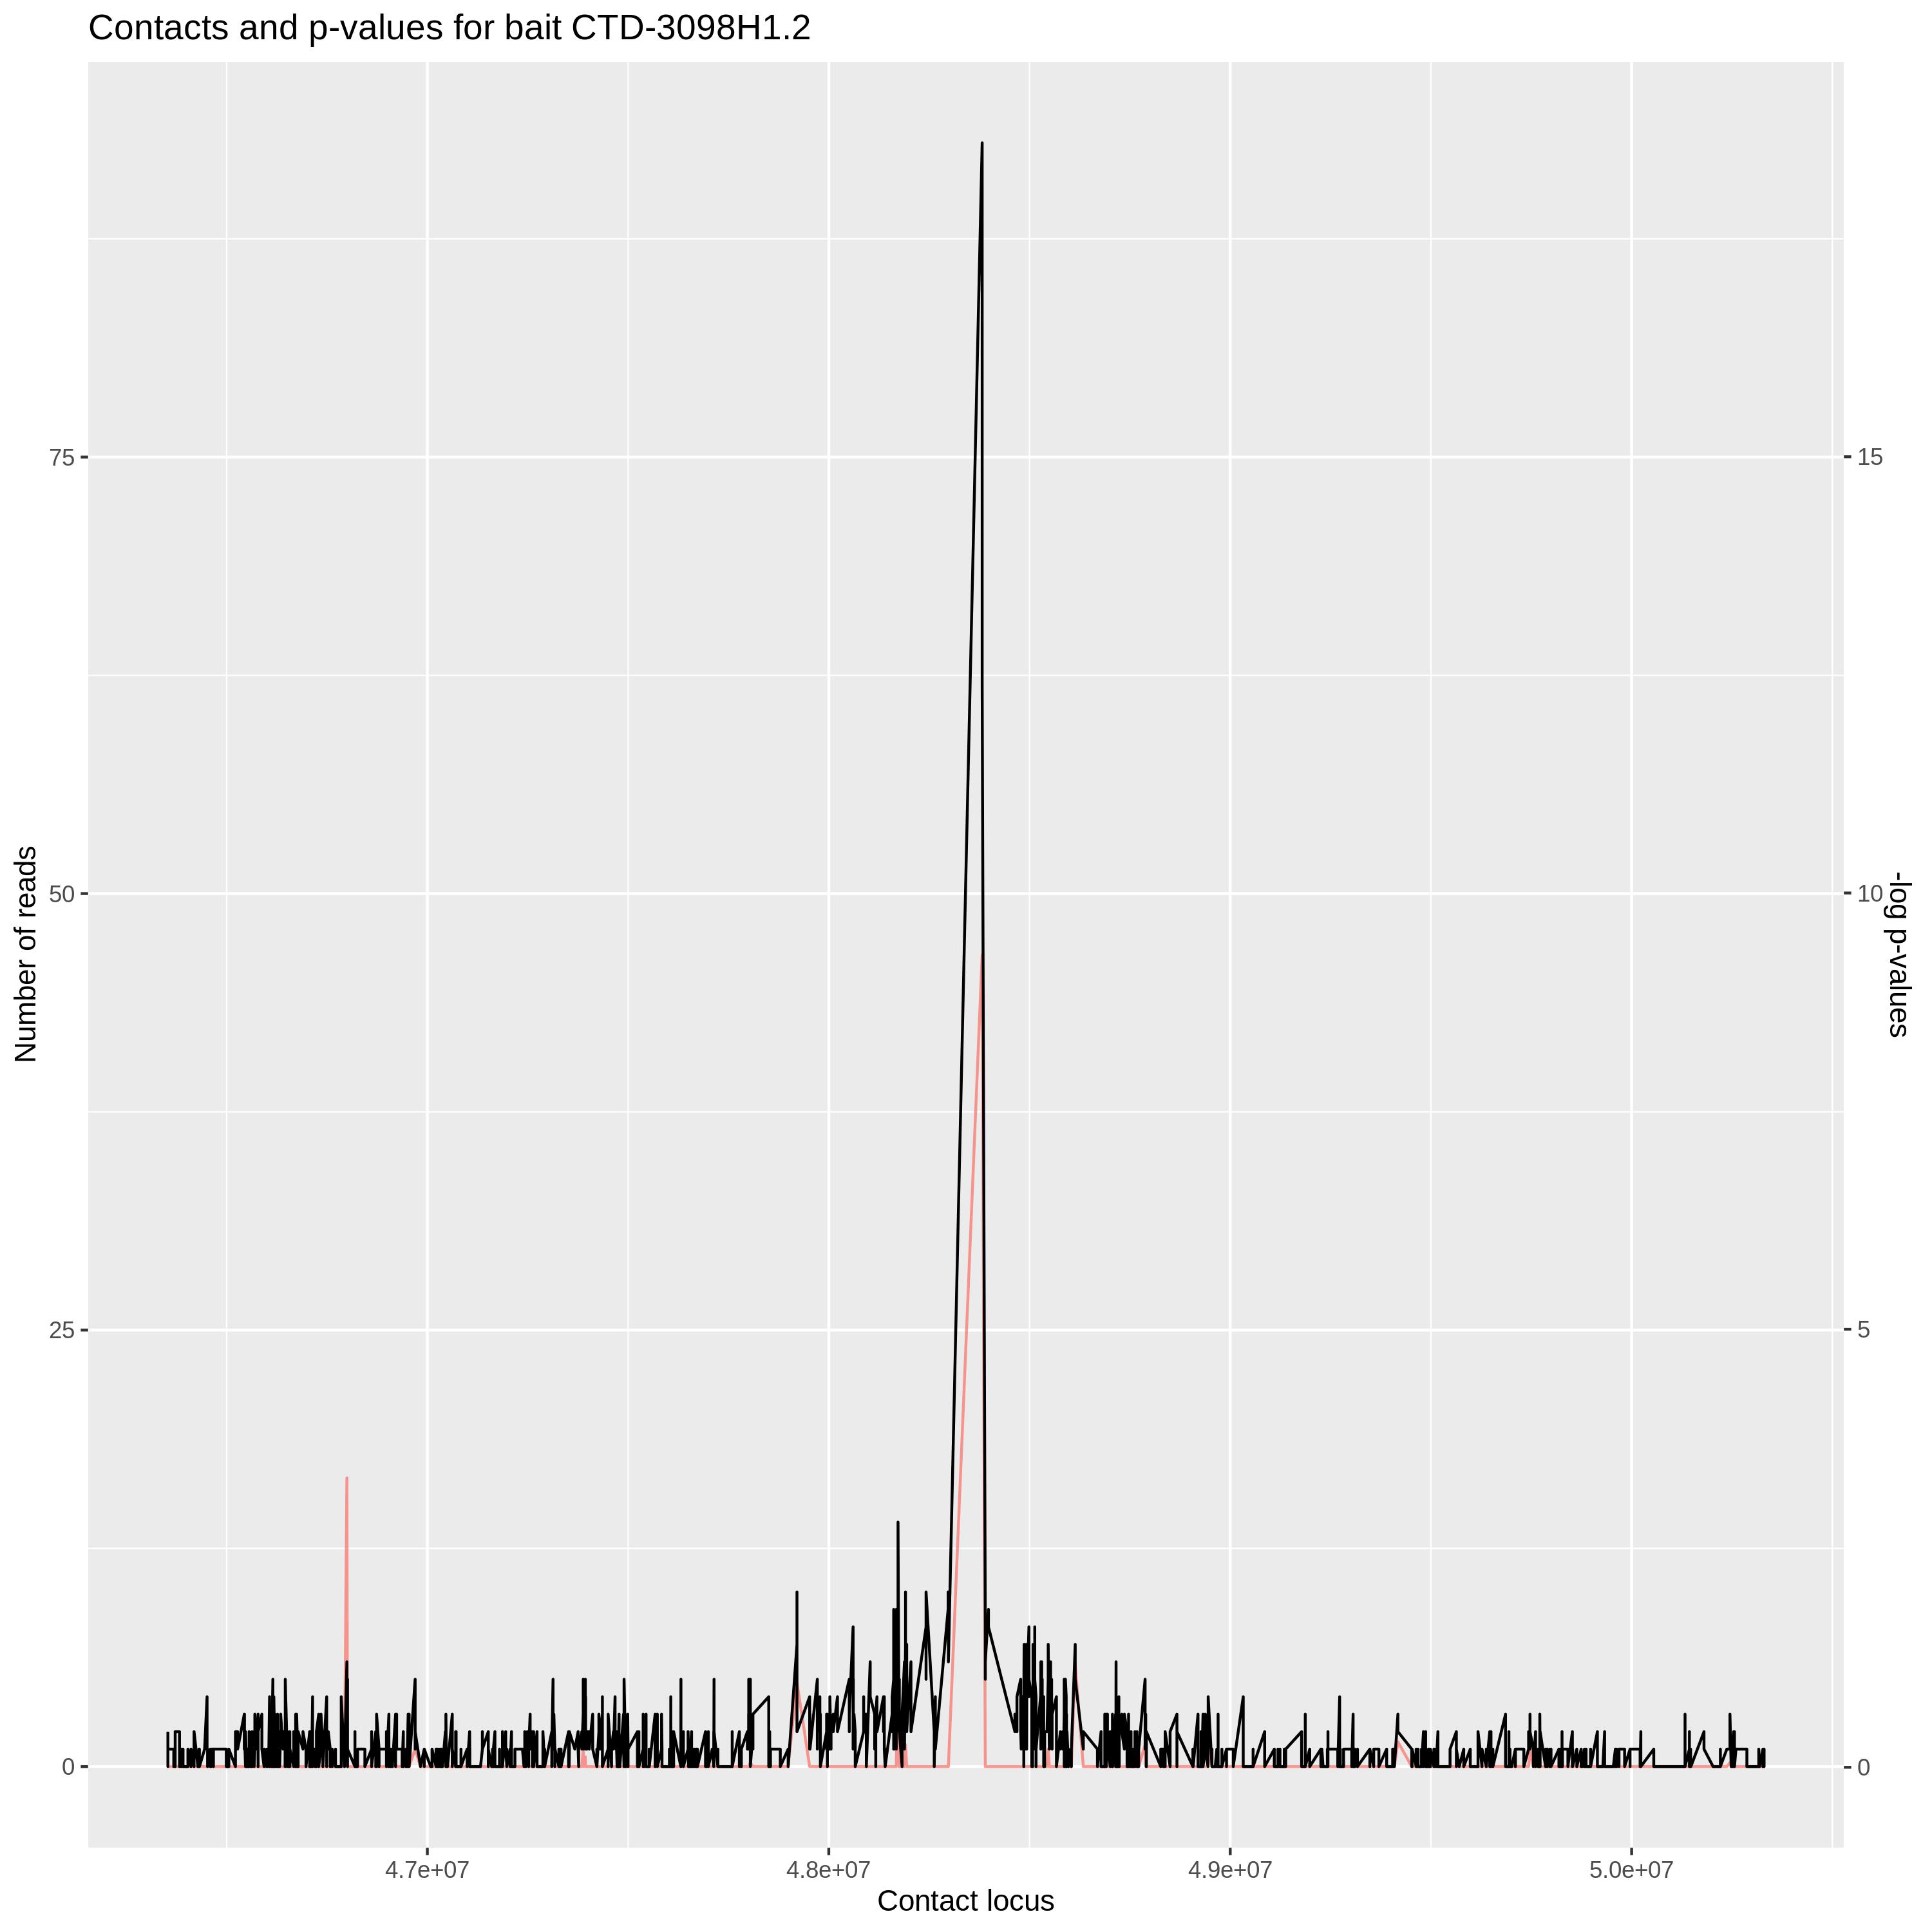 Contacts and p-values for bait CTD-3098H1.2
75
50
25
0
Number of reads
15
10
5
0
-log p-values
4.7e+07
4.8e+07
4.9e+07
5.0e+07
Contact locus